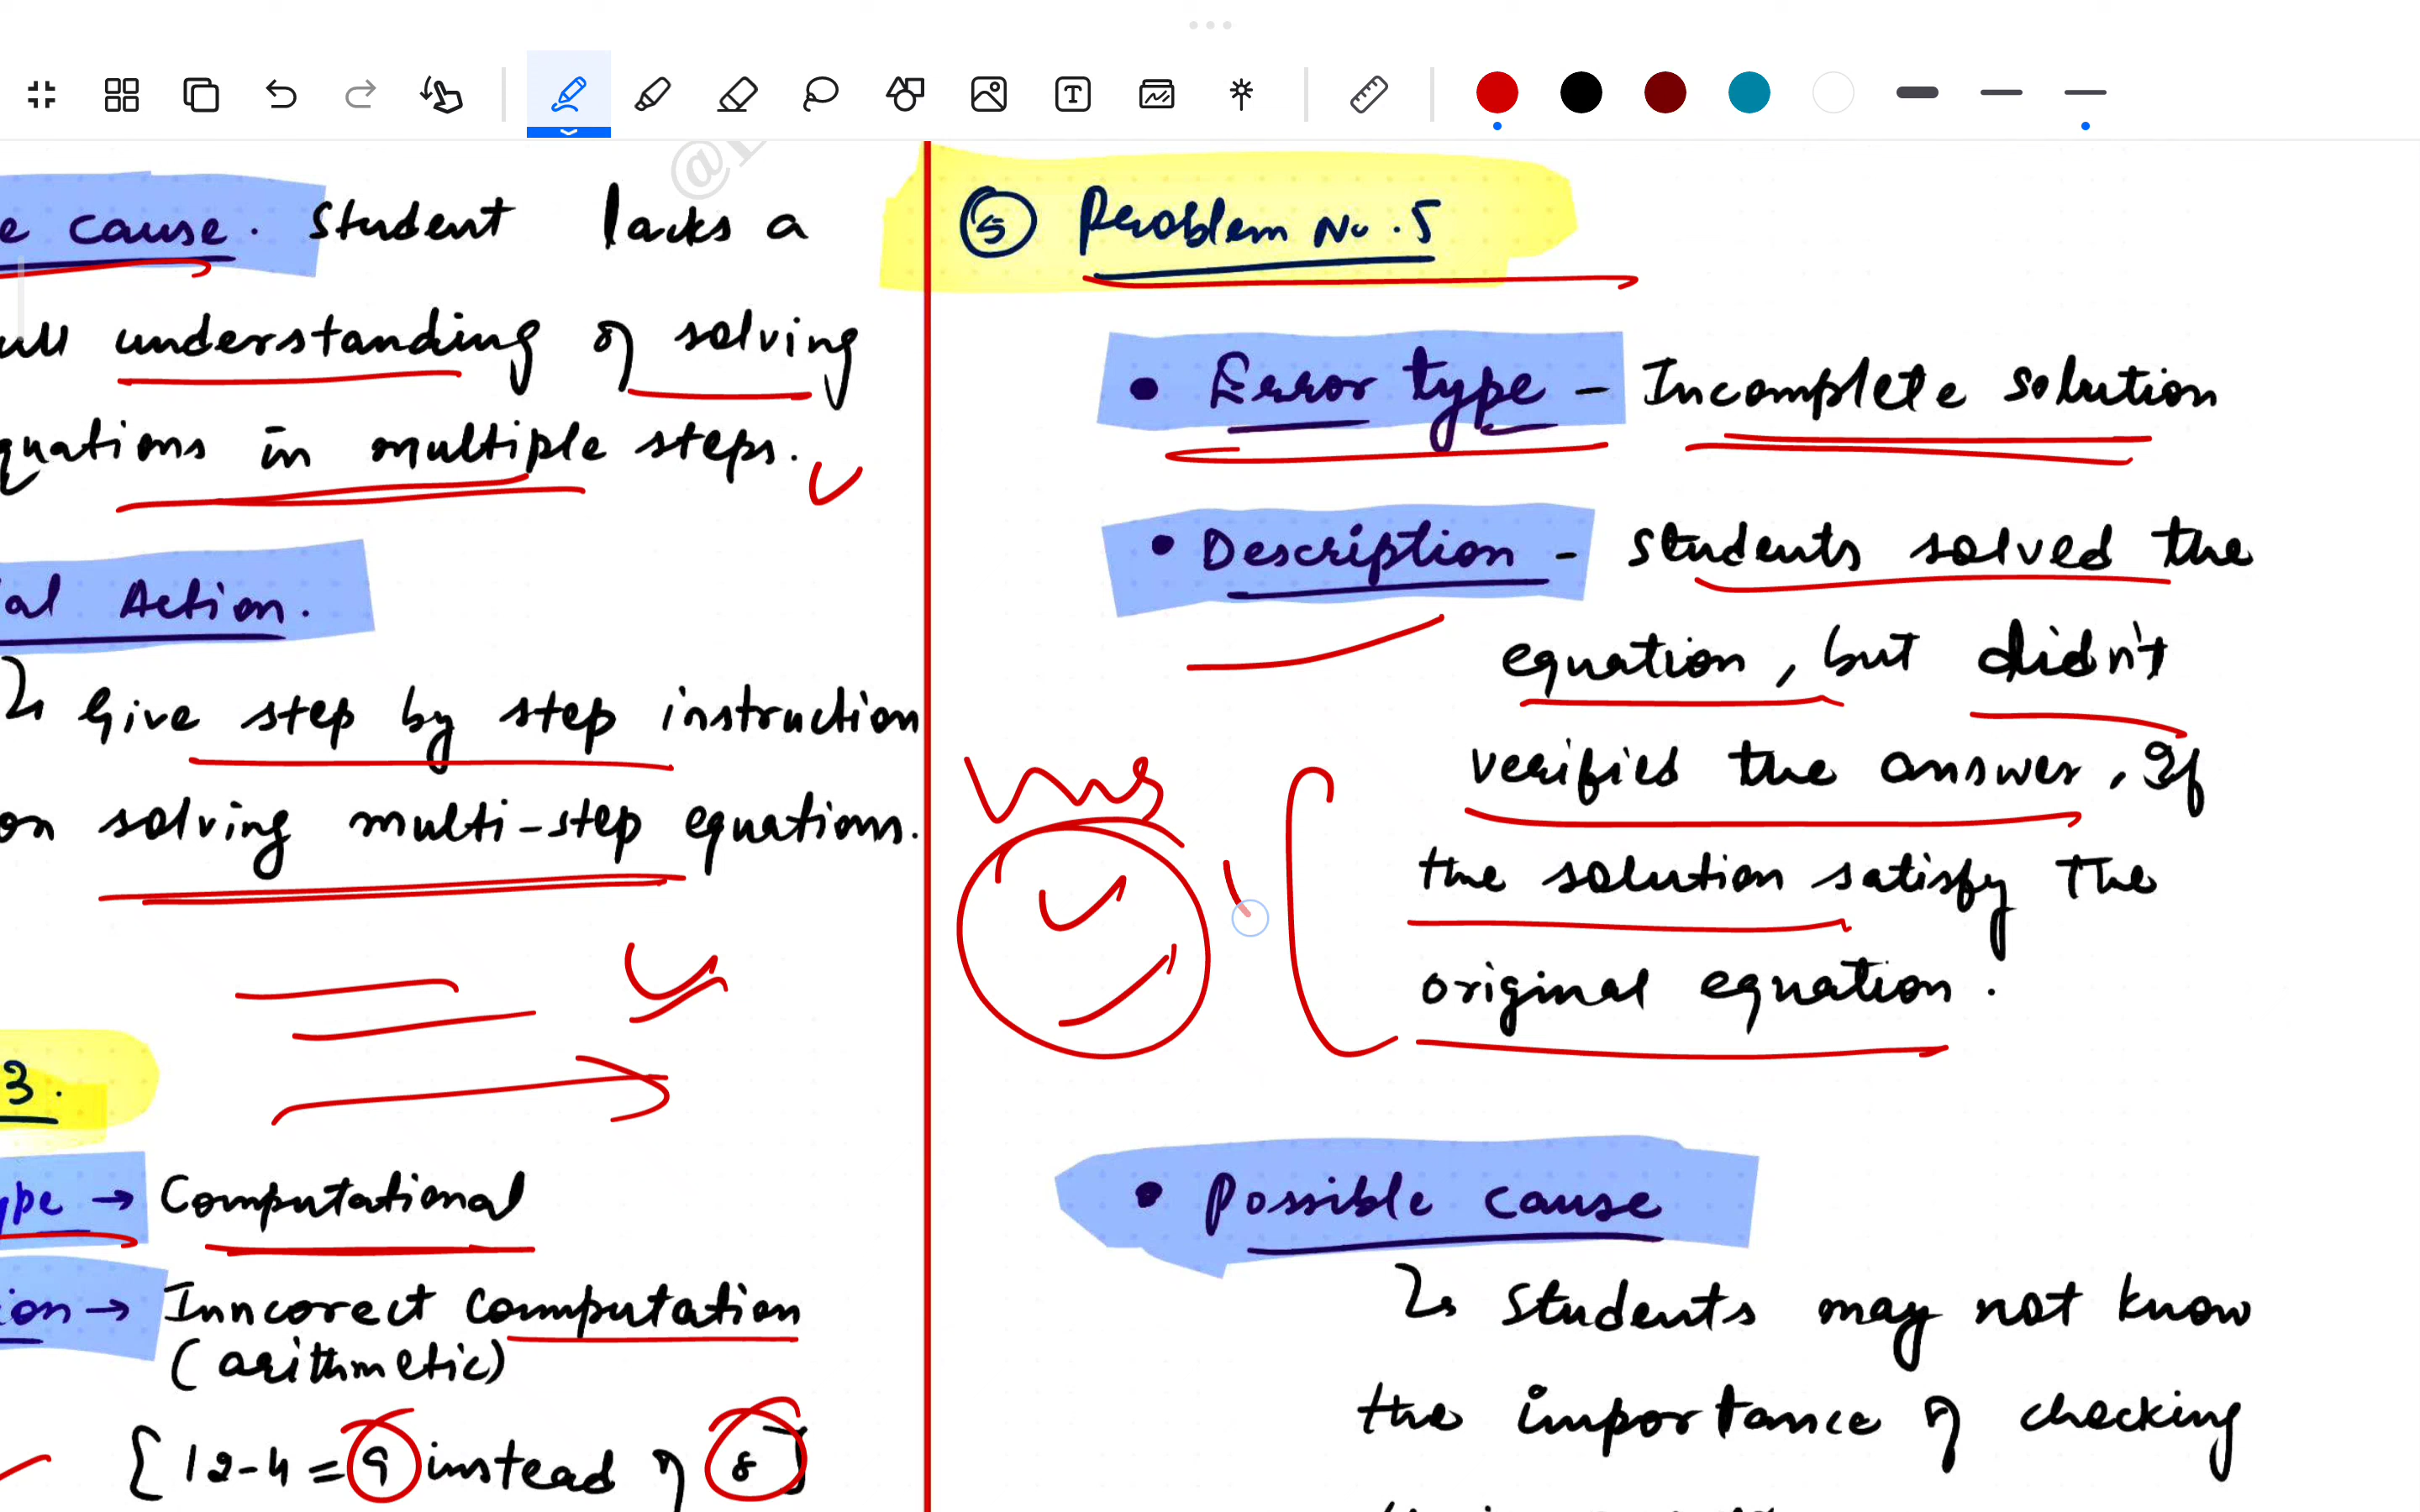 e cause. Student lacks a
ull understanding of solving
quations in multiple steps.
al Action.
Give step by step instruction
on solving multi-step equations.
3.
ype → Computational
ion → Inncorect computation
(arithmetic)
{12-4 = 9 instead of 8}
5 Problem No. 5
• Error type - Incomplete solution
• Description - Students solved the
equation, but didn't
verified the answer, If
the solution satisfy the
original equation.
• Possible cause
Students may not know
the importance of checking